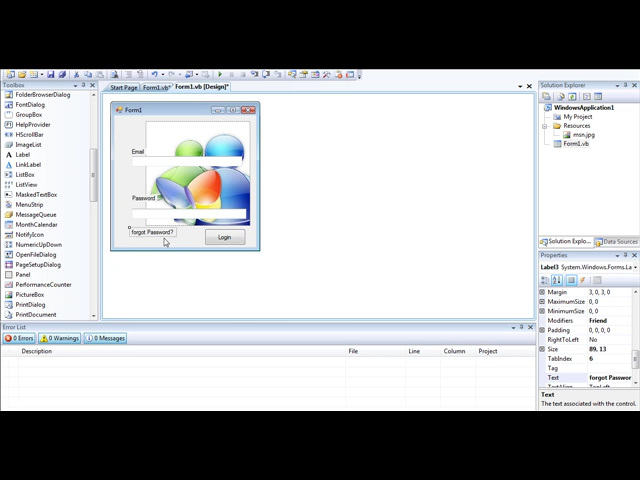 Toolbox
FolderBrowserDialog
FontDialog
GroupBox
HelpProvider
HScrollBar
ImageList
Label
LinkLabel
ListBox
ListView
MaskedTextBox
MenuStrip
MessageQueue
MonthCalendar
NotifyIcon
NumericUpDown
OpenFileDialog
PageSetupDialog
Panel
PerformanceCounter
PictureBox
PrintDialog
PrintDocument
Start Page Form1.vb* Form1.vb [Design]*
Form1
Email
Password
forgot Password?
Login
Solution Explorer
WindowsApplication1
My Project
Resources
msn.jpg
Form1.vb
Solution Explo... Data Sources
Properties
Label3 System.Windows.Forms.La
Margin 3, 0, 3, 0
MaximumSize 0, 0
MinimumSize 0, 0
Modifiers Friend
Padding 0, 0, 0, 0
RightToLeft No
Size 89, 13
TabIndex 6
Tag
Text forgot Passwor
Text
The text associated with the control.
Error List
0 Errors 0 Warnings 0 Messages
Description File Line Column Project